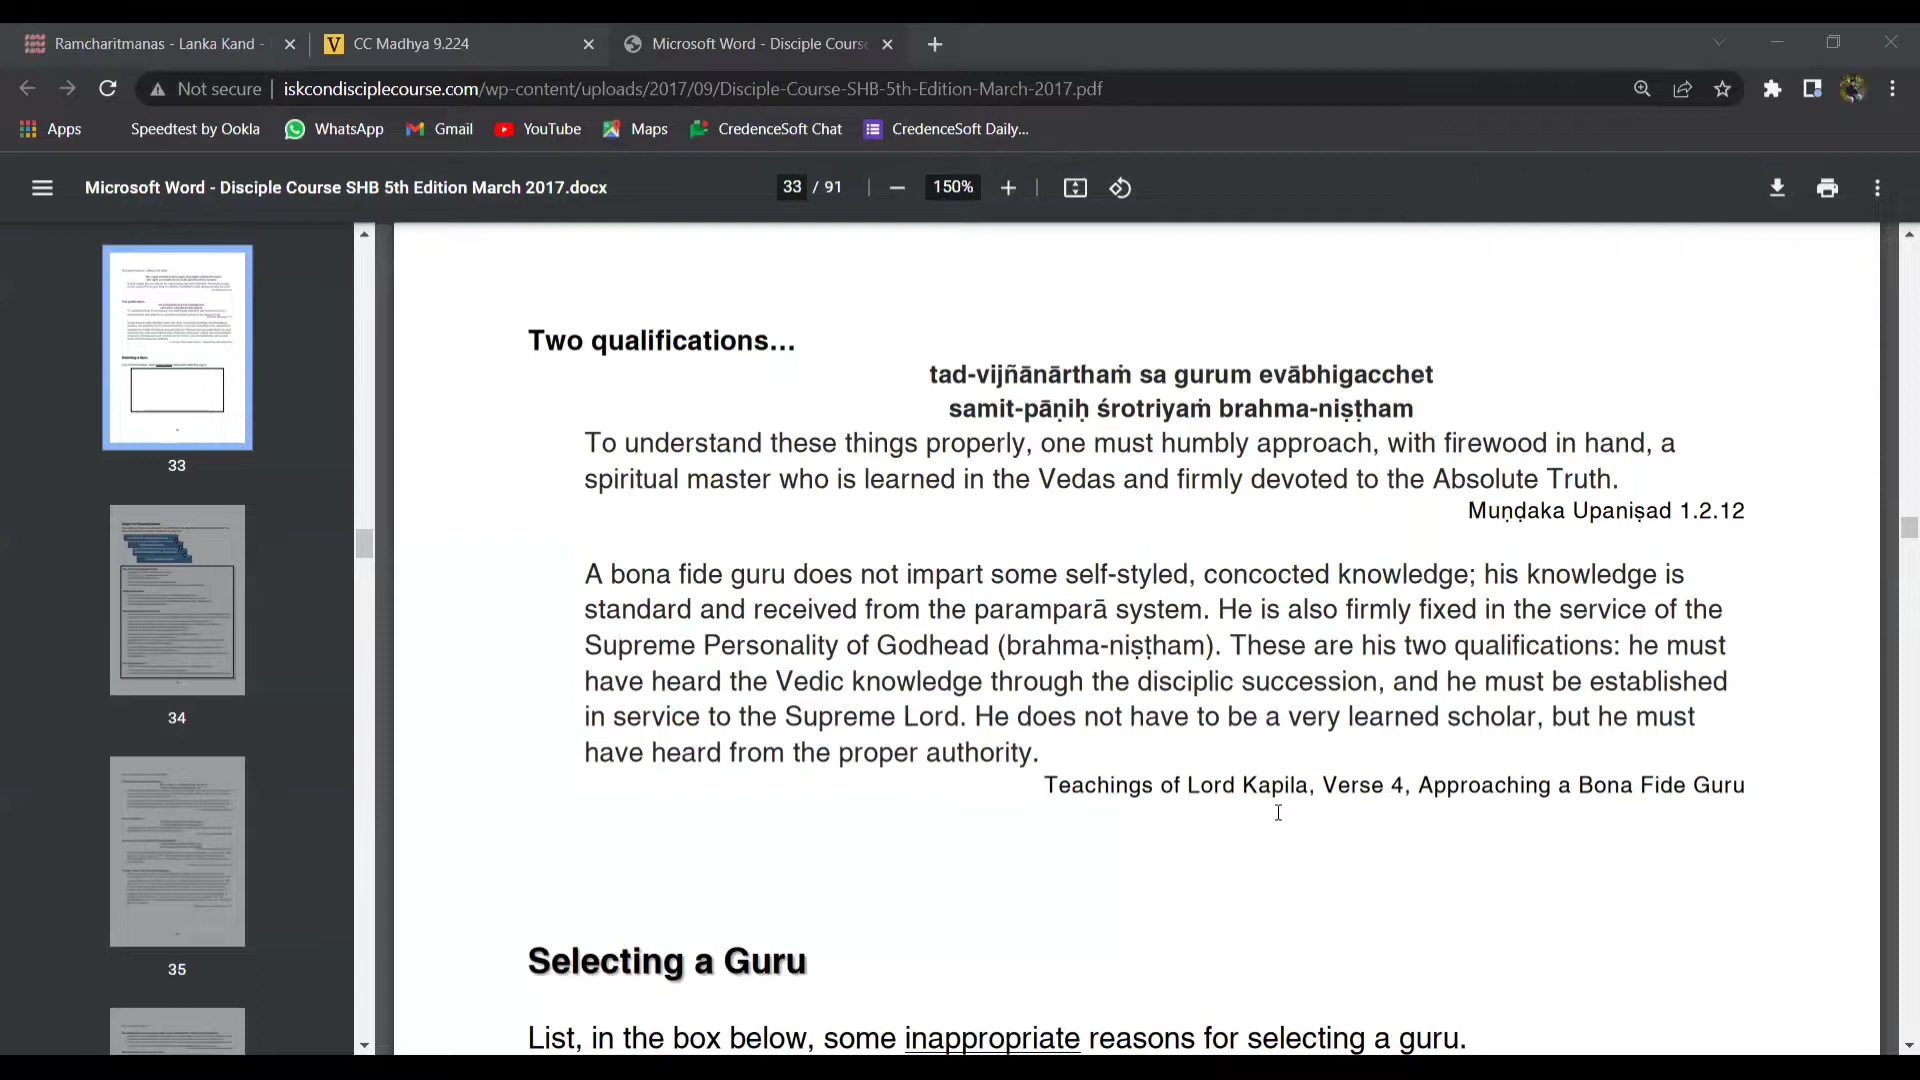 Ramcharitmanas - Lanka Kand -
CC Madhya 9.224
Microsoft Word - Disciple Cours
Not secure
iskcondisciplecourse.com/wp-content/uploads/2017/09/Disciple-Course-SHB-5th-Edition-March-2017.pdf
Apps
Speedtest by Ookla
WhatsApp
Gmail
YouTube
Maps
CredenceSoft Chat
CredenceSoft Daily...
Microsoft Word - Disciple Course SHB 5th Edition March 2017.docx
33 / 91
150%
33
34
35
Two qualifications...
tad-vijñānārthaṁ sa gurum evābhigacchet
samit-pāṇiḥ śrotriyaṁ brahma-niṣṭham
To understand these things properly, one must humbly approach, with firewood in hand, a
spiritual master who is learned in the Vedas and firmly devoted to the Absolute Truth.
Muṇḍaka Upaniṣad 1.2.12
A bona fide guru does not impart some self-styled, concocted knowledge; his knowledge is
standard and received from the paramparā system. He is also firmly fixed in the service of the
Supreme Personality of Godhead (brahma-niṣṭham). These are his two qualifications: he must
have heard the Vedic knowledge through the disciplic succession, and he must be established
in service to the Supreme Lord. He does not have to be a very learned scholar, but he must
have heard from the proper authority.
Teachings of Lord Kapila, Verse 4, Approaching a Bona Fide Guru
Selecting a Guru
List, in the box below, some inappropriate reasons for selecting a guru.